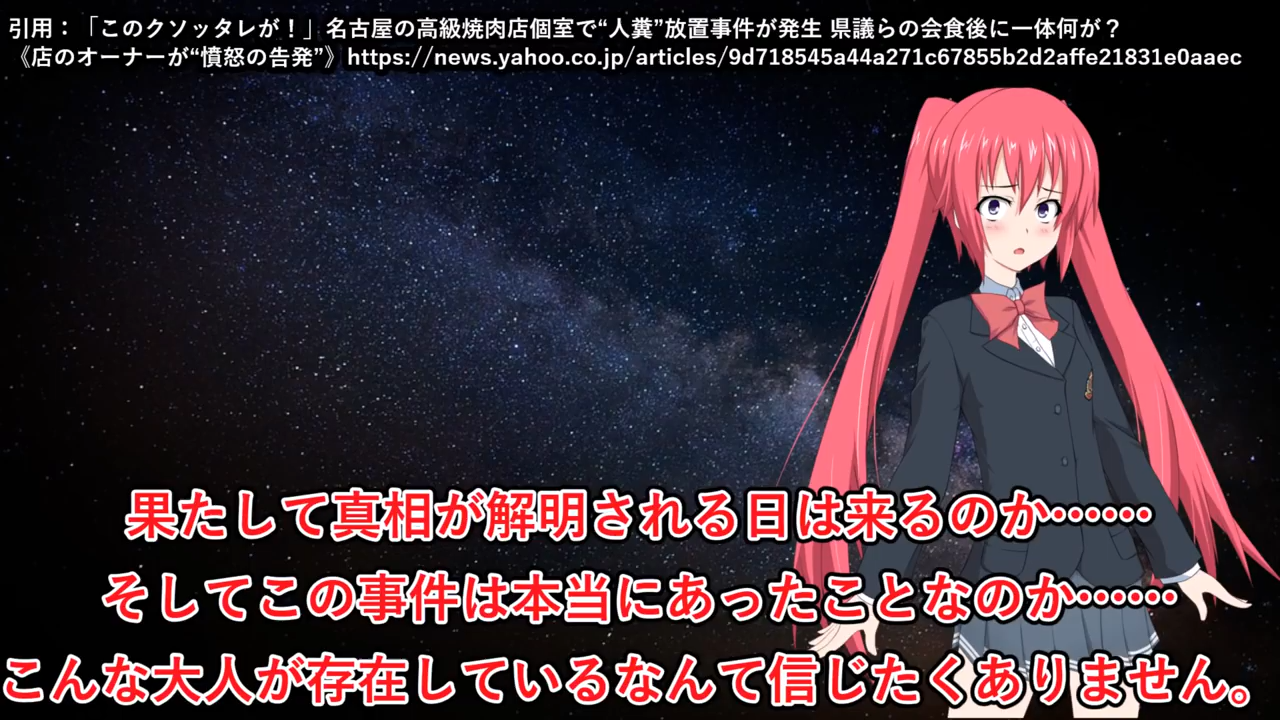 引用：「このクソッタレが！」名古屋の高級焼肉店個室で“人糞”放置事件が発生 県議らの会食後に一体何が？
《店のオーナーが“憤怒の告発”》https://news.yahoo.co.jp/articles/9d718545a44a271c67855b2d2affe21831e0aaec
果たして真相が解明される日は来るのか……
そしてこの事件は本当にあったことなのか……
こんな大人が存在しているなんて信じたくありません。